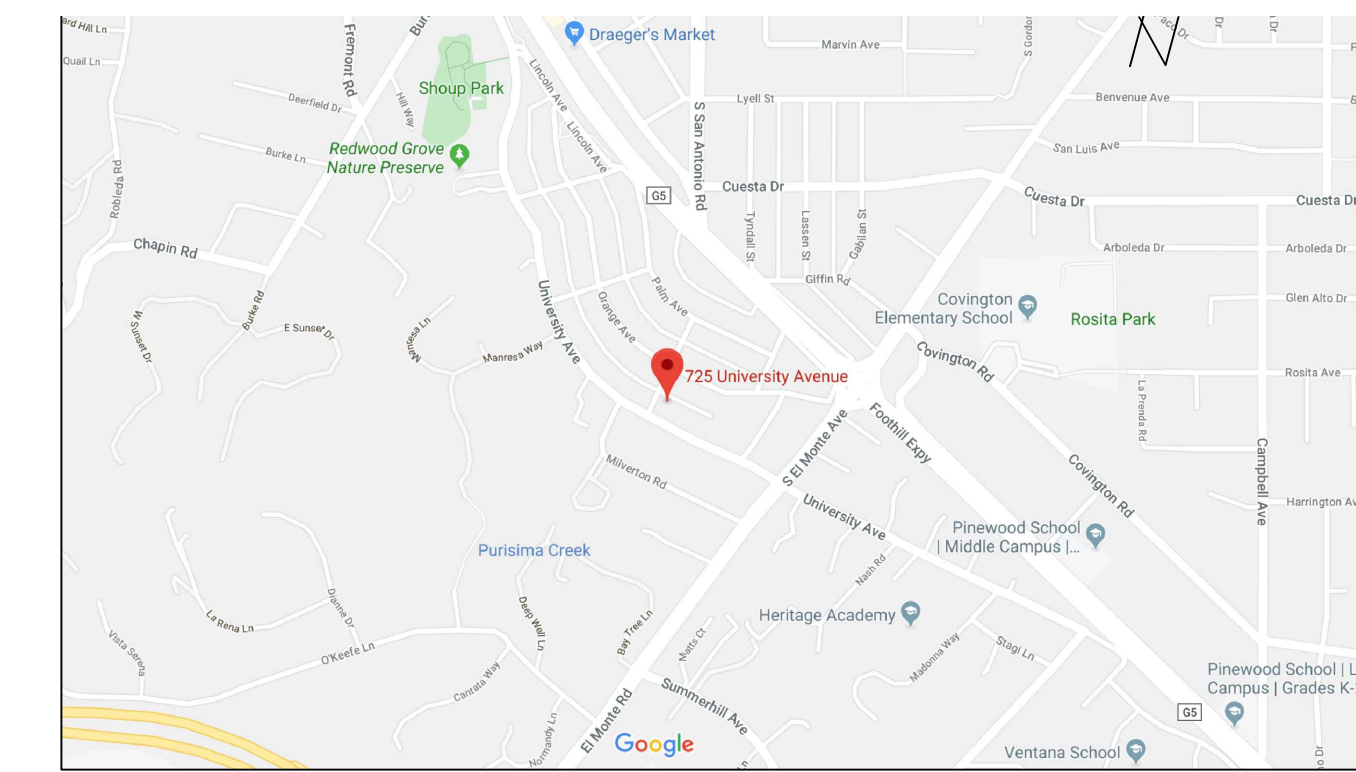 Draeger's Market
Marvin Ave
Quail Ln
Fremont Rd
Shoup Park
Lincoln Ave
Deerfield Dr
Hill Way
Lyell St
Benvenue Ave
S San Antonio Rd
Lincoln Ave
Redwood Grove
Nature Preserve
Burke Ln
San Luis Ave
Robleda Rd
G5
Cuesta Dr
Cuesta Dr
Cuesta Dr
Tyndall St
Lassen St
Gabilan St
Chapin Rd
Arboleda Dr
Arboleda Dr
Giffin Rd
University Ave
Palm Ave
Orange Ave
Burke Rd
Covington
Elementary School
Glen Alto Dr
Rosita Park
W Sunset Dr
E Sunset Dr
Manresa Ln
Manresa Way
725 University Avenue
Covington Rd
Rosita Ave
La Prenda Rd
Foothill Expy
S El Monte Ave
Milverton Rd
Covington Rd
Campbell Ave
University Ave
Harrington Av
Pinewood School
| Middle Campus |...
Purisima Creek
Nash Rd
Heritage Academy
La Rena Ln
Dianne Dr
Deep Well Ln
Bay Tree Ln
Matts Ct
Madonna Way
Stagi Ln
Vista Serena
O'Keefe Ln
Cantata Way
Summerhill Ave
Pinewood School | L
Campus | Grades K-
El Monte Rd
Normandy Ln
G5
Google
Ventana School